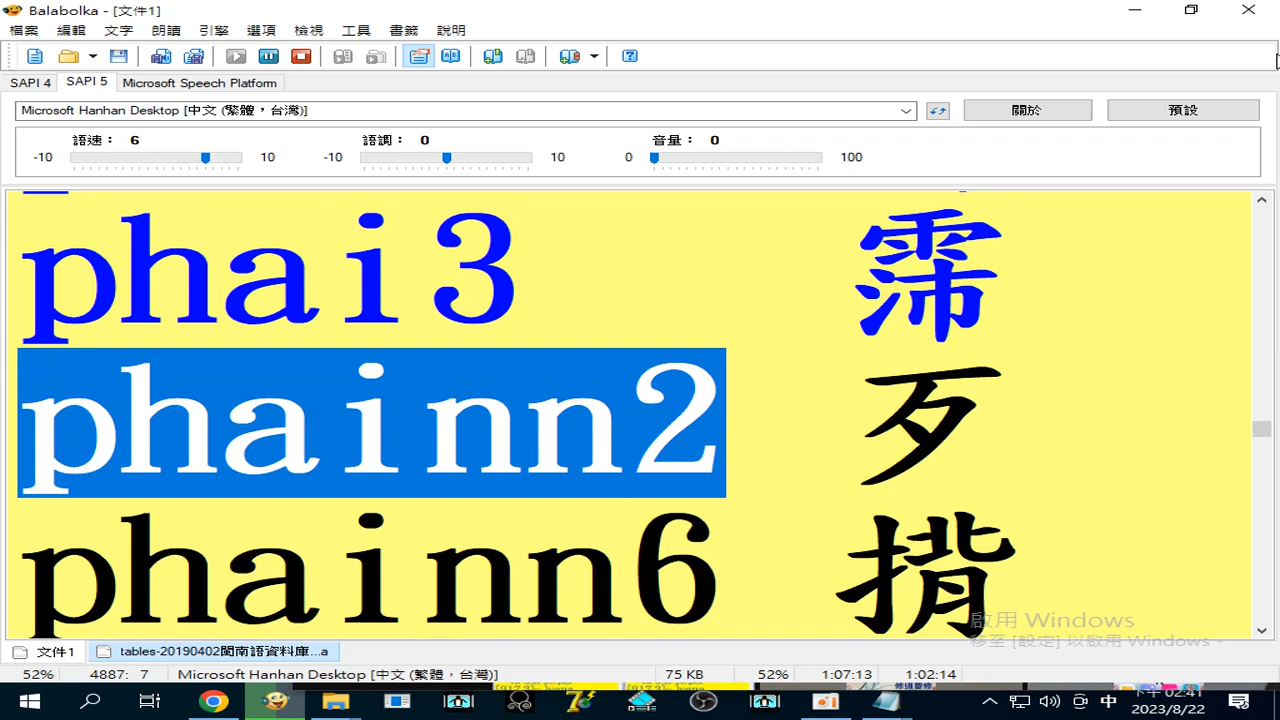 Balabolka - [文件1]
檔案 編輯 文字 朗讀 引擎 選項 檢視 工具 書籤 說明
SAPI 4 SAPI 5 Microsoft Speech Platform
Microsoft Hanhan Desktop [中文 (繁體，台灣)] 關於 預設
語速： 6 語調： 0 音量： 0
-10 10 -10 10 0 100
phai3 霈
phainn2 歹
phainn6 揹
啟用 Windows
移至 [設定] 以啟用 Windows。
文件1 tables-20190402閩南語資料庫...a
52% 4887: 7 Microsoft Hanhan Desktop [中文 (繁體，台灣)] 75 KB 52% 1:07:13 1:02:14
中 下午 02:41
2023/8/22